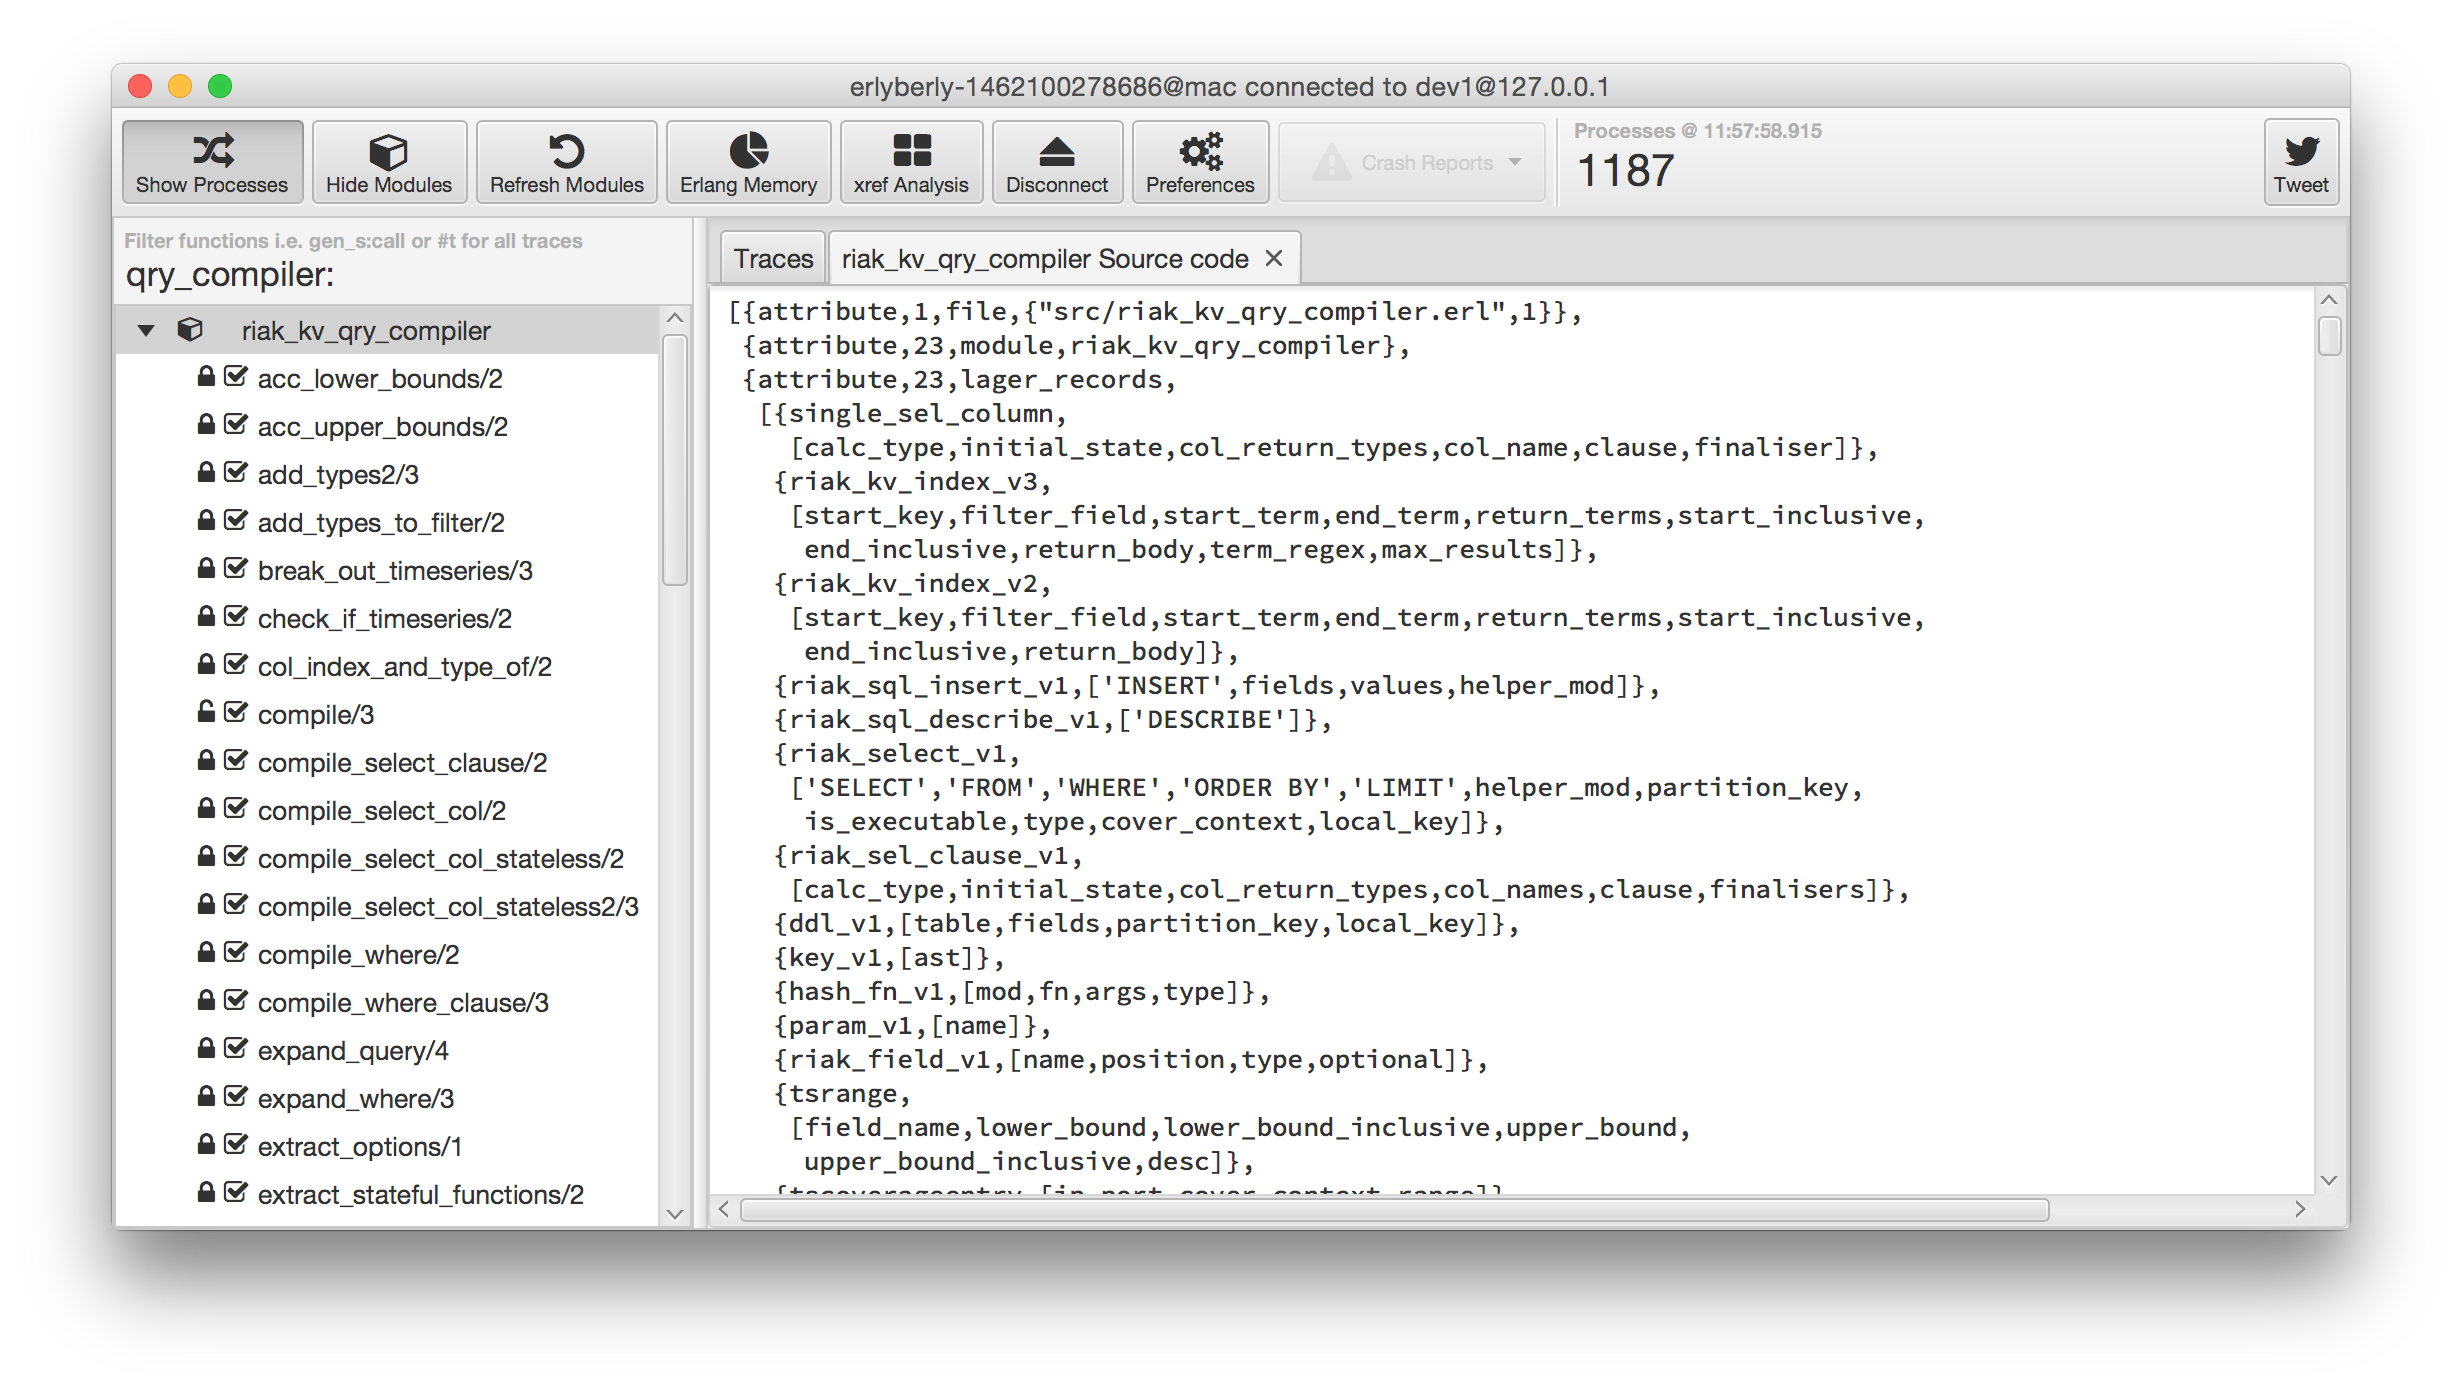 erlyberly-1462100278686@mac connected to dev1@127.0.0.1
Show Processes
Hide Modules
Refresh Modules
Erlang Memory
xref Analysis
Disconnect
Preferences
Crash Reports
Processes @ 11:57:58.915
1187
Tweet
Filter functions i.e. gen_s:call or #t for all traces
qry_compiler:
riak_kv_qry_compiler
acc_lower_bounds/2
acc_upper_bounds/2
add_types2/3
add_types_to_filter/2
break_out_timeseries/3
check_if_timeseries/2
col_index_and_type_of/2
compile/3
compile_select_clause/2
compile_select_col/2
compile_select_col_stateless/2
compile_select_col_stateless2/3
compile_where/2
compile_where_clause/3
expand_query/4
expand_where/3
extract_options/1
extract_stateful_functions/2
Traces
riak_kv_qry_compiler Source code
[{attribute,1,file,{"src/riak_kv_qry_compiler.erl",1}},
{attribute,23,module,riak_kv_qry_compiler},
{attribute,23,lager_records,
[{single_sel_column,
[calc_type,initial_state,col_return_types,col_name,clause,finaliser]},
{riak_kv_index_v3,
[start_key,filter_field,start_term,end_term,return_terms,start_inclusive,
end_inclusive,return_body,term_regex,max_results]},
{riak_kv_index_v2,
[start_key,filter_field,start_term,end_term,return_terms,start_inclusive,
end_inclusive,return_body]},
{riak_sql_insert_v1,['INSERT',fields,values,helper_mod]},
{riak_sql_describe_v1,['DESCRIBE']},
{riak_select_v1,
['SELECT','FROM','WHERE','ORDER BY','LIMIT',helper_mod,partition_key,
is_executable,type,cover_context,local_key]},
{riak_sel_clause_v1,
[calc_type,initial_state,col_return_types,col_names,clause,finalisers]},
{ddl_v1,[table,fields,partition_key,local_key]},
{key_v1,[ast]},
{hash_fn_v1,[mod,fn,args,type]},
{param_v1,[name]},
{riak_field_v1,[name,position,type,optional]},
{tsrange,
[field_name,lower_bound,lower_bound_inclusive,upper_bound,
upper_bound_inclusive,desc]},